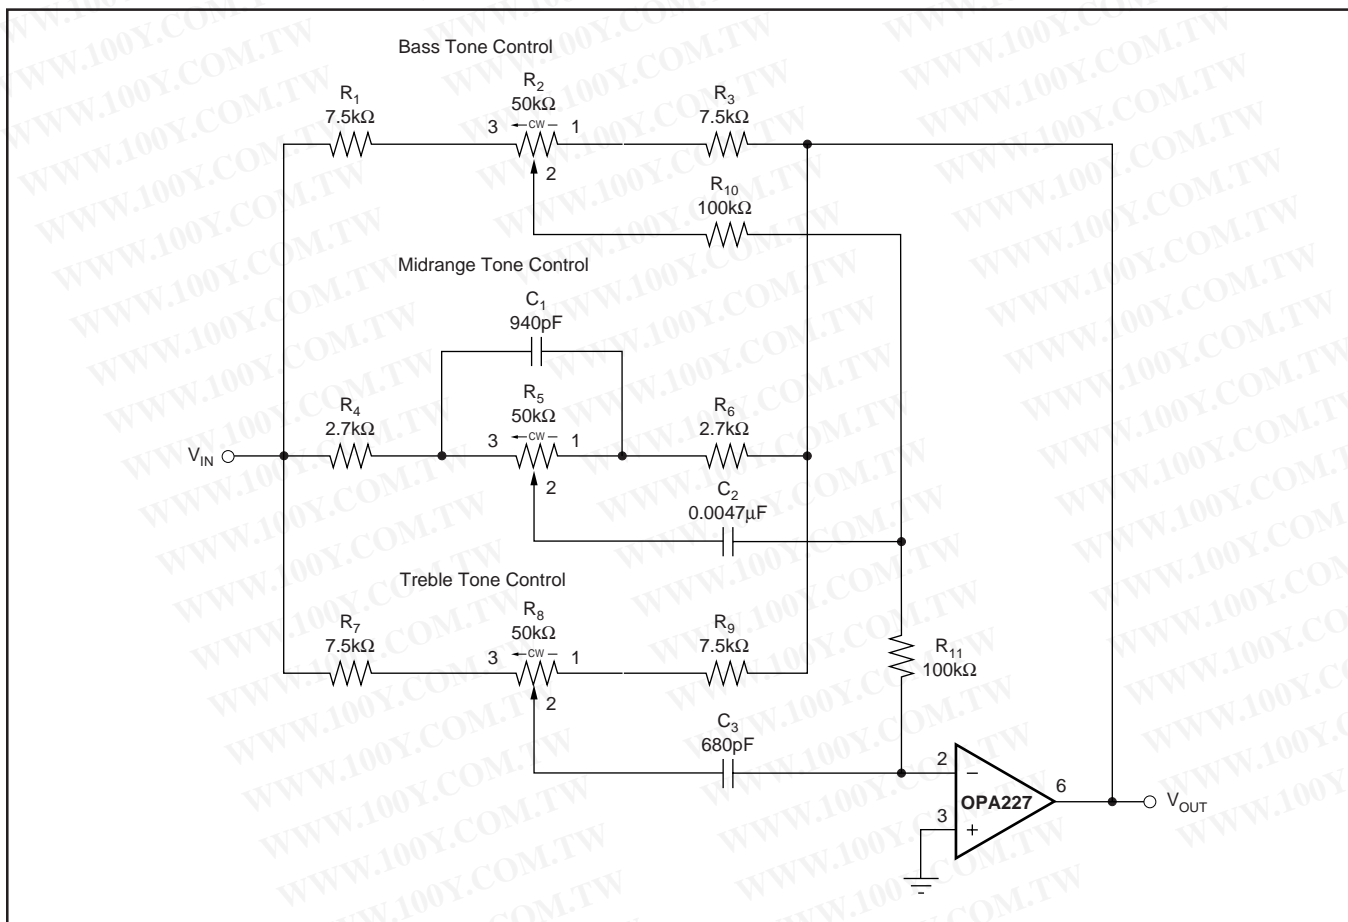 Bass Tone Control
R1
7.5kΩ
R2
50kΩ
3 CW 1
2
R3
7.5kΩ
R10
100kΩ
Midrange Tone Control
C1
940pF
R4
2.7kΩ
R5
50kΩ
3 CW 1
2
R6
2.7kΩ
VIN
C2
0.0047µF
Treble Tone Control
R7
7.5kΩ
R8
50kΩ
3 CW 1
2
R9
7.5kΩ
R11
100kΩ
C3
680pF
2
−
OPA227
6
3
+
VOUT
WWW.100Y.COM.TW